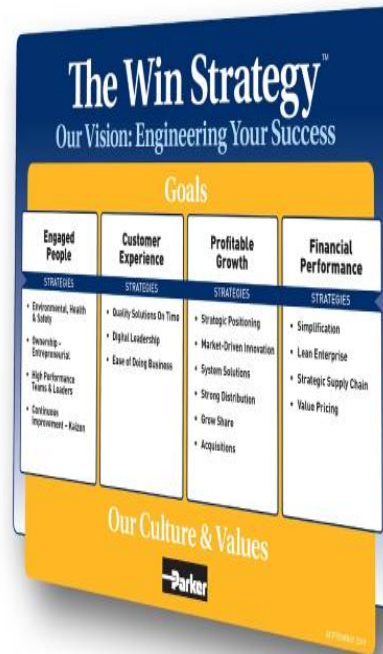 The Win Strategy™
Our Vision: Engineering Your Success
Goals
Engaged
People
STRATEGIES
• Environmental, Health
& Safety
• Ownership –
Entrepreneurial
• High Performance
Teams & Leaders
• Continuous
Improvement – Kaizen
Customer
Experience
STRATEGIES
• Quality Solutions On Time
• Digital Leadership
• Ease of Doing Business
Profitable
Growth
STRATEGIES
• Strategic Positioning
• Market-Driven Innovation
• System Solutions
• Strong Distribution
• Grow Share
• Acquisitions
Financial
Performance
STRATEGIES
• Simplification
• Lean Enterprise
• Strategic Supply Chain
• Value Pricing
Our Culture & Values
Parker